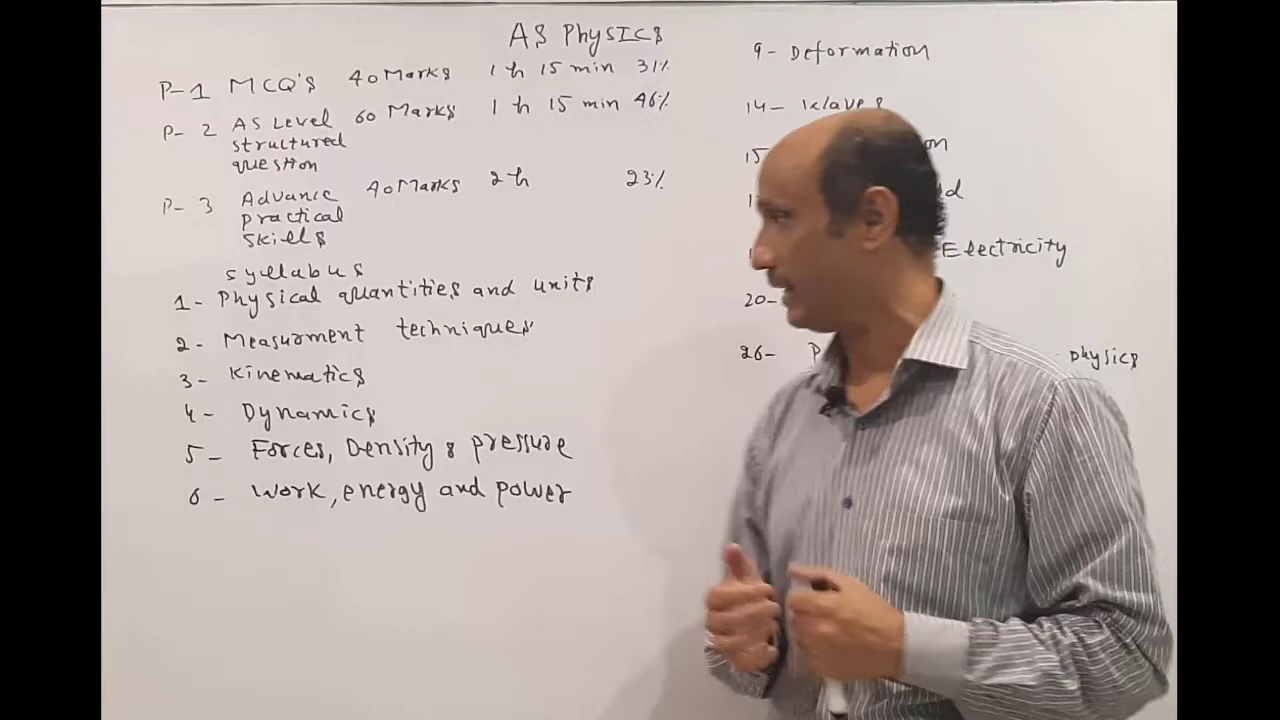 AS PhysICs
P-1 MCQ's 40 Marks 1 h 15 min 31%
P-2 AS Level 60 Marks 1 h 15 min 46%
structured
question
P-3 Advanc 40 Marks 2 h 23%
practical
skills
syllabus
1- Physical quantities and units
2- Measurment techniques
3- Kinematics
4- Dynamics
5- Forces, Density & pressure
6- Work, energy and power
9- Deformation
14- Waves
15
Electricity
20-
26- physics